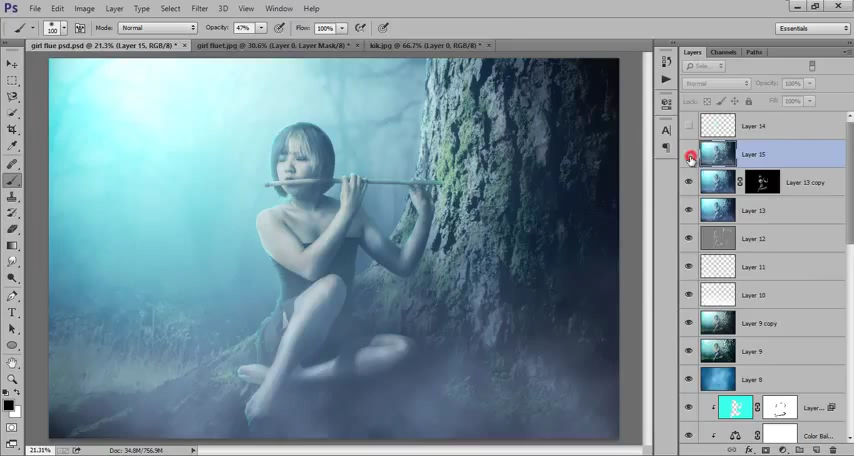 Ps File Edit Image Layer Type Select Filter 3D View Window Help
100 Mode: Normal Opacity: 47% Flow: 100% Essentials
girl flue psd.psd @ 21.3% (Layer 15, RGB/8) * × girl fluet.jpg @ 30.6% (Layer 0, Layer Mask/8) * × kik.jpg @ 66.7% (Layer 0, RGB/8) * ×
Layers Channels Paths
Normal Opacity: 100%
Lock: Fill: 100%
Layer 14
Layer 15
Layer 13 copy
Layer 13
Layer 12
Layer 11
Layer 10
Layer 9 copy
Layer 9
Layer 8
Layer...
Color Bal...
21.31% Doc: 34.8M/756.9M